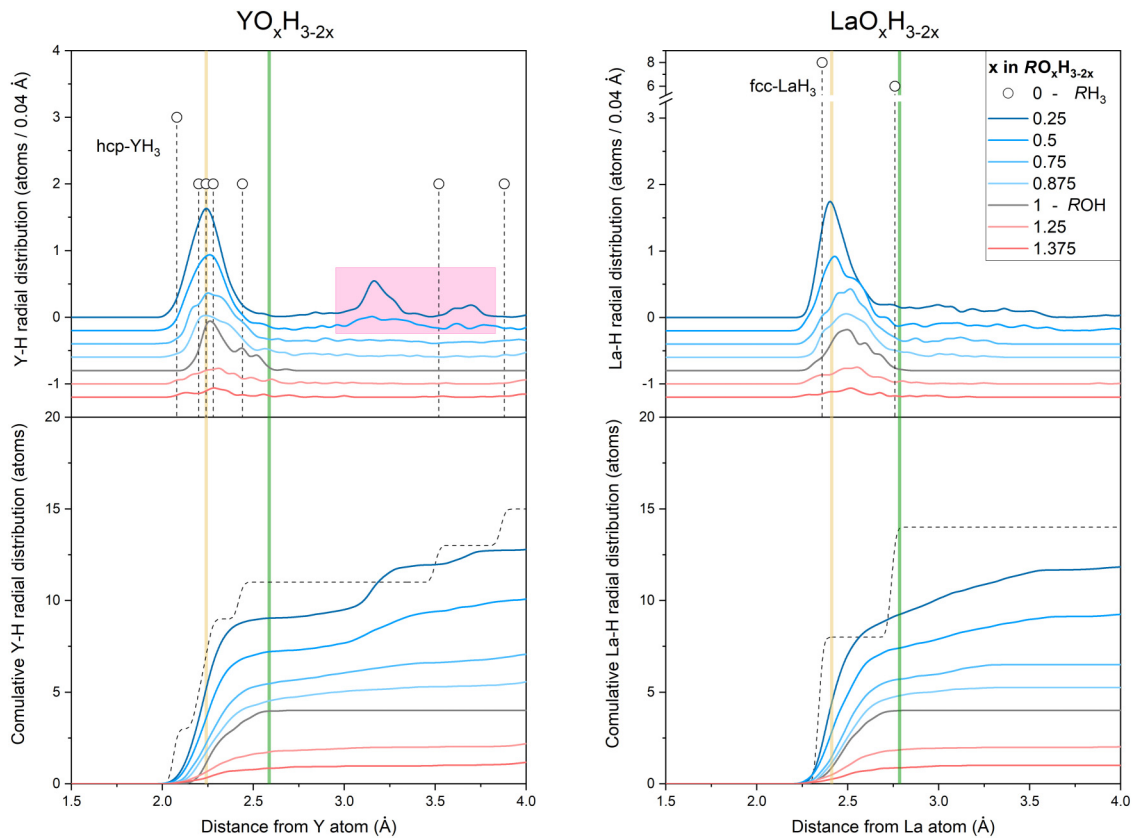 YOxH3-2x
LaOxH3-2x
Y-H radial distribution (atoms / 0.04 Å)
4
3
2
1
0
-1
hcp-YH3
La-H radial distribution (atoms / 0.04 Å)
8
6
3
2
1
0
-1
fcc-LaH3
x in ROxH3-2x
0 - RH3
0.25
0.5
0.75
0.875
1 - ROH
1.25
1.375
Comulative Y-H radial distribution (atoms)
20
15
10
5
0
1.5 2.0 2.5 3.0 3.5 4.0
Distance from Y atom (Å)
Comulative La-H radial distribution (atoms)
20
15
10
5
0
1.5 2.0 2.5 3.0 3.5 4.0
Distance from La atom (Å)